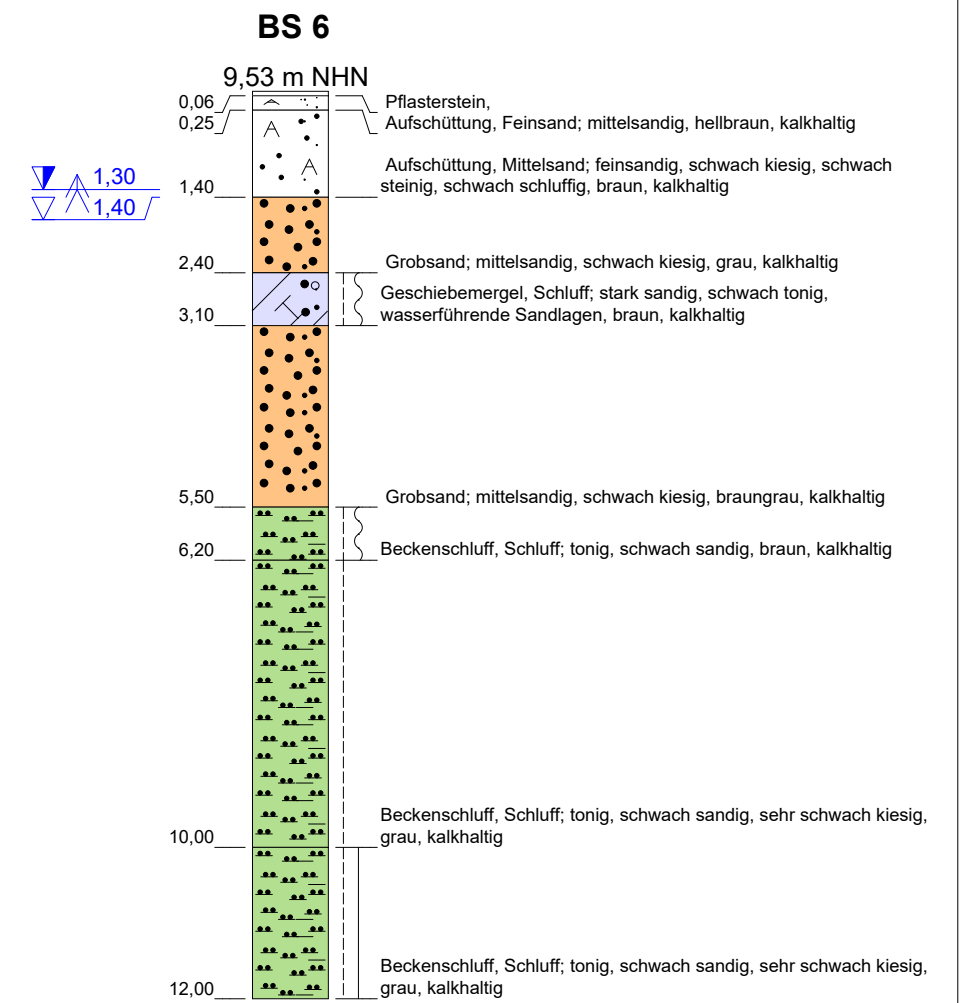 BS 6
9,53 m NHN
0,06 Pflasterstein,
0,25 Aufschüttung, Feinsand; mittelsandig, hellbraun, kalkhaltig
Aufschüttung, Mittelsand; feinsandig, schwach kiesig, schwach
1,40 steinig, schwach schluffig, braun, kalkhaltig
1,30
1,40
2,40 Grobsand; mittelsandig, schwach kiesig, grau, kalkhaltig
Geschiebemergel, Schluff; stark sandig, schwach tonig,
3,10 wasserführende Sandlagen, braun, kalkhaltig
5,50 Grobsand; mittelsandig, schwach kiesig, braungrau, kalkhaltig
6,20 Beckenschluff, Schluff; tonig, schwach sandig, braun, kalkhaltig
Beckenschluff, Schluff; tonig, schwach sandig, sehr schwach kiesig,
10,00 grau, kalkhaltig
Beckenschluff, Schluff; tonig, schwach sandig, sehr schwach kiesig,
12,00 grau, kalkhaltig